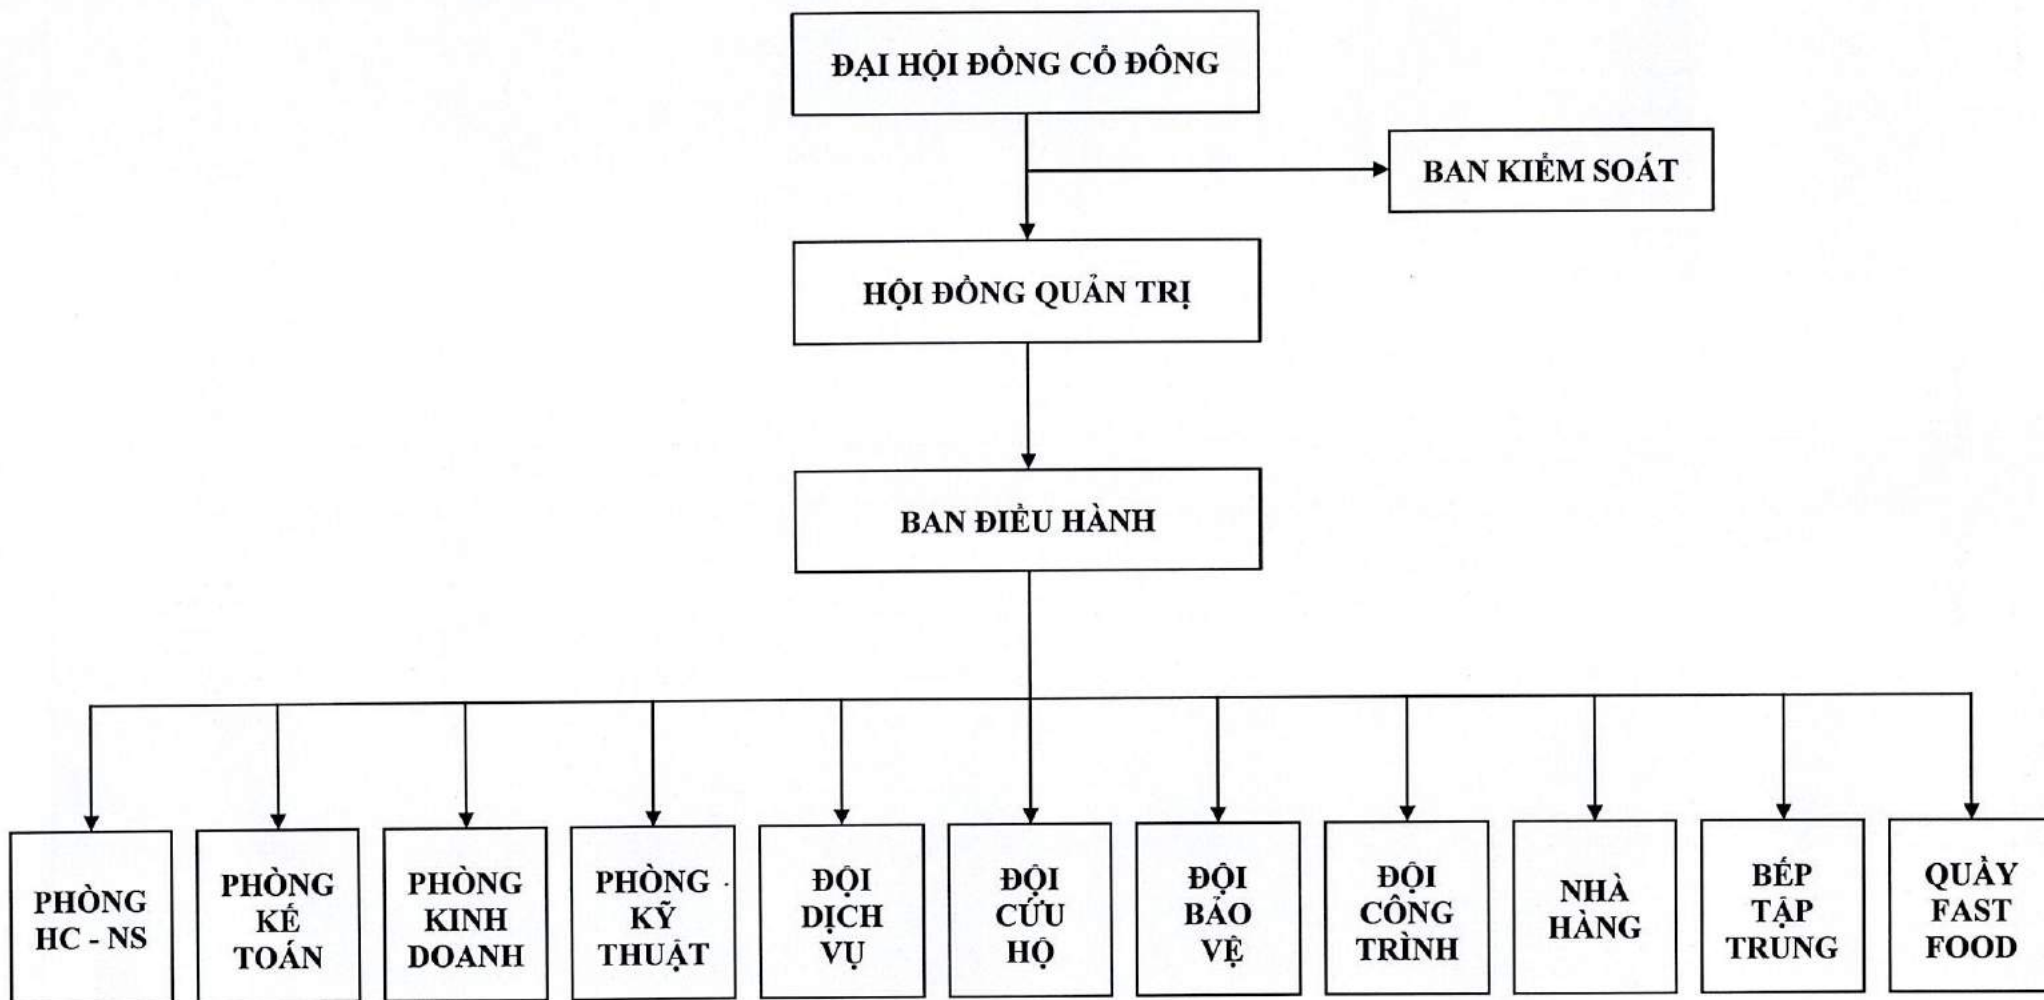 ĐẠI HỘI ĐỒNG CỔ ĐÔNG
BAN KIỂM SOÁT
HỘI ĐỒNG QUẢN TRỊ
BAN ĐIỀU HÀNH
PHÒNG
HC - NS
PHÒNG
KẾ
TOÁN
PHÒNG
KINH
DOANH
PHÒNG
KỸ
THUẬT
ĐỘI
DỊCH
VỤ
ĐỘI
CỨU
HỘ
ĐỘI
BẢO
VỆ
ĐỘI
CÔNG
TRÌNH
NHÀ
HÀNG
BẾP
TẬP
TRUNG
QUẦY
FAST
FOOD